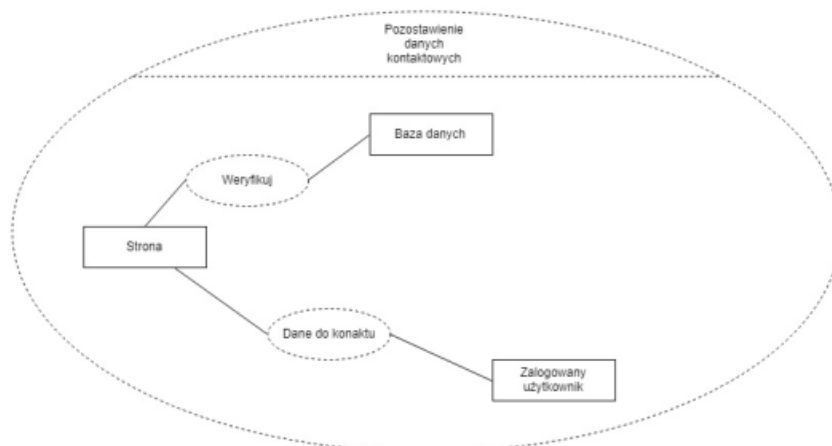 Pozostawienie
danych
kontaktowych
Baza danych
Weryfikuj
Strona
Dane do konaktu
Zalogowany
użytkownik